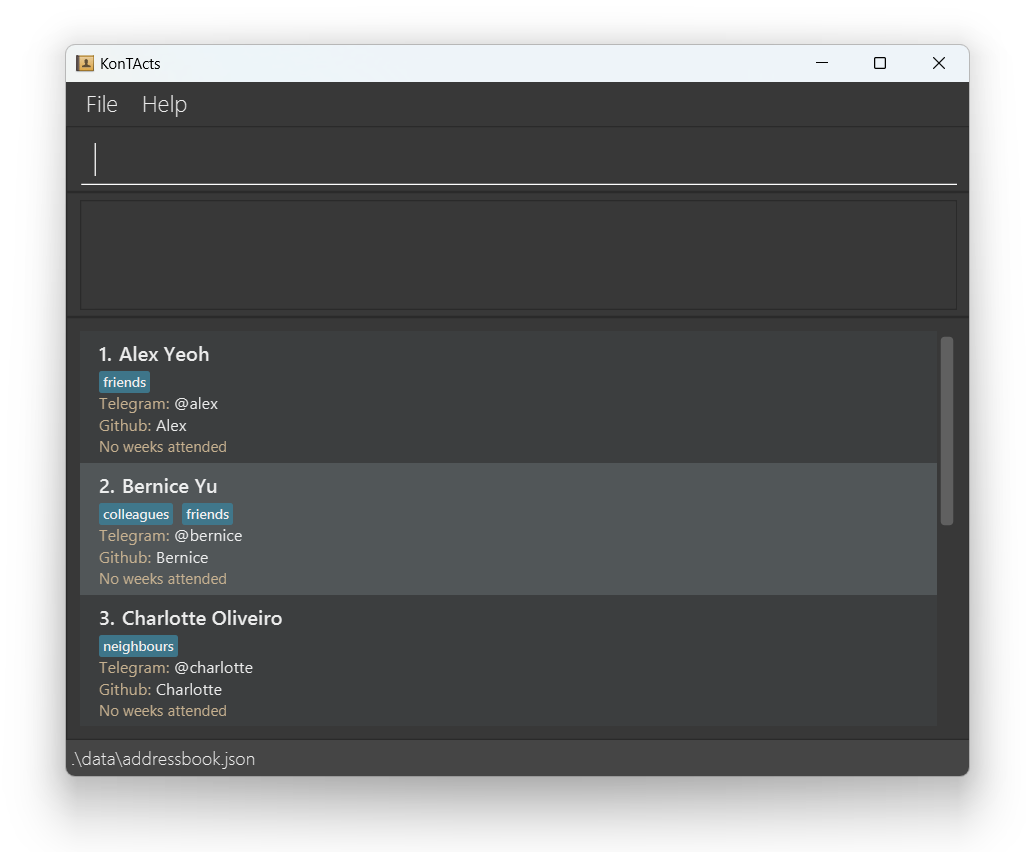 KonTActs
File Help
1. Alex Yeoh
friends
Telegram: @alex
Github: Alex
No weeks attended
2. Bernice Yu
colleagues friends
Telegram: @bernice
Github: Bernice
No weeks attended
3. Charlotte Oliveiro
neighbours
Telegram: @charlotte
Github: Charlotte
No weeks attended
.\data\addressbook.json